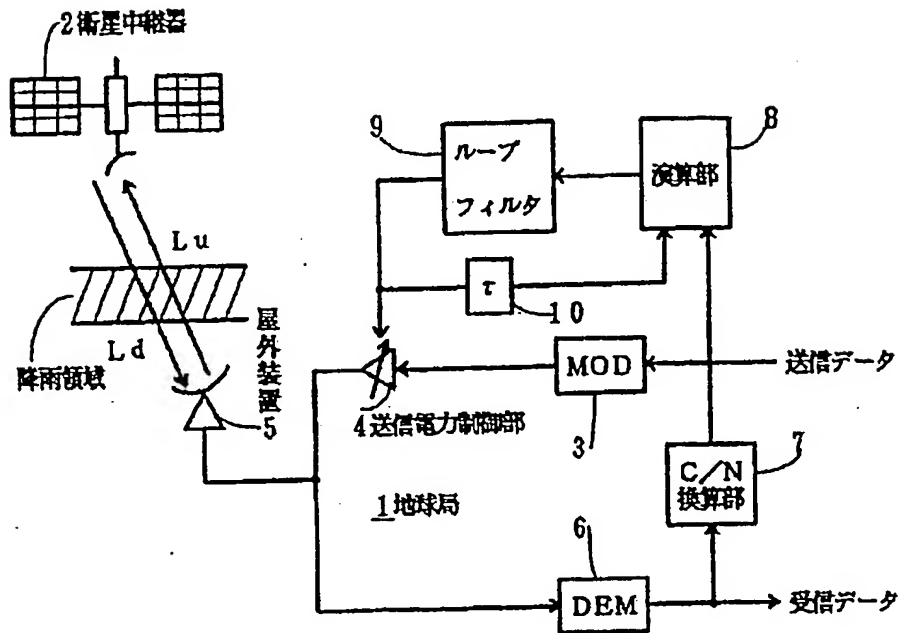 2衛星中継器
9
ループ
フィルタ
8
演算部
Lu
τ
10
屋外装置
降雨領域
Ld
5
4送信電力制御部
MOD
3
送信データ
C/N
換算部
7
1地球局
6
DEM
受信データ